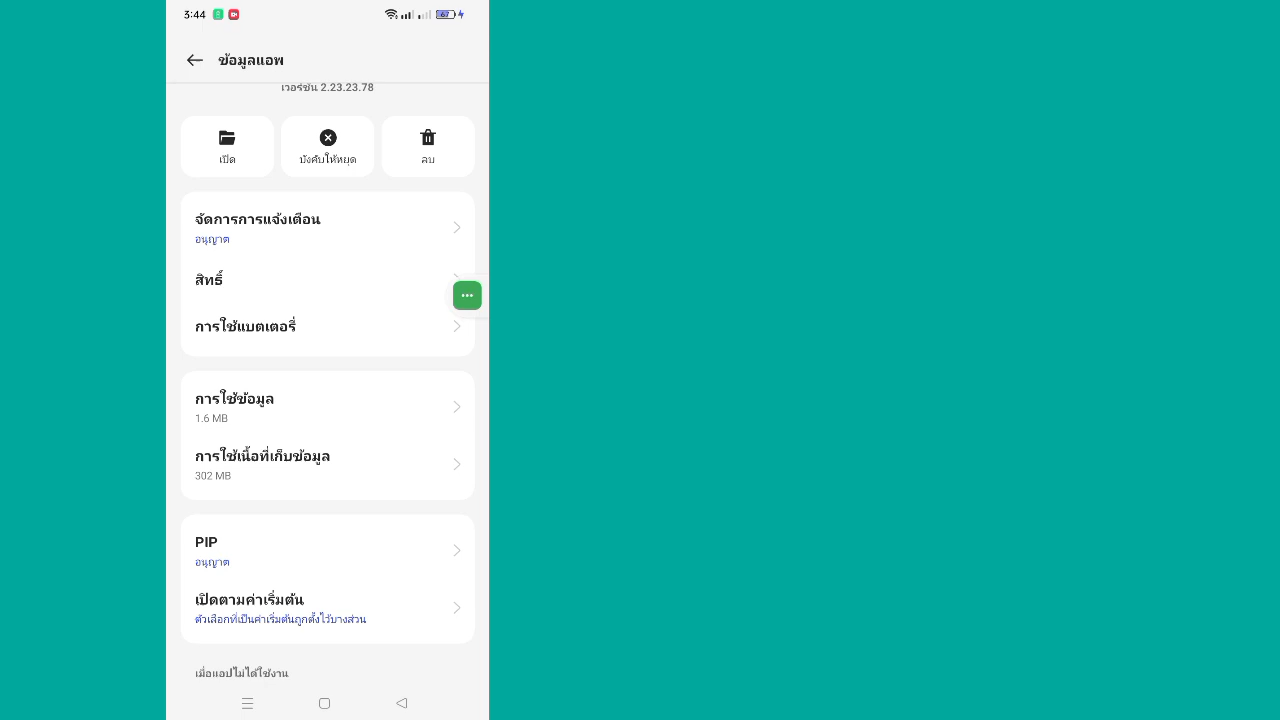 3:44
67
ข้อมูลแอพ
เวอร์ชัน 2.23.23.78
เปิด
บังคับให้หยุด
ลบ
จัดการการแจ้งเตือน
อนุญาต
สิทธิ์
การใช้แบตเตอรี่
การใช้ข้อมูล
1.6 MB
การใช้เนื้อที่เก็บข้อมูล
302 MB
PIP
อนุญาต
เปิดตามค่าเริ่มต้น
ตัวเลือกที่เป็นค่าเริ่มต้นถูกตั้งไว้บางส่วน
เมื่อแอปไม่ได้ใช้งาน